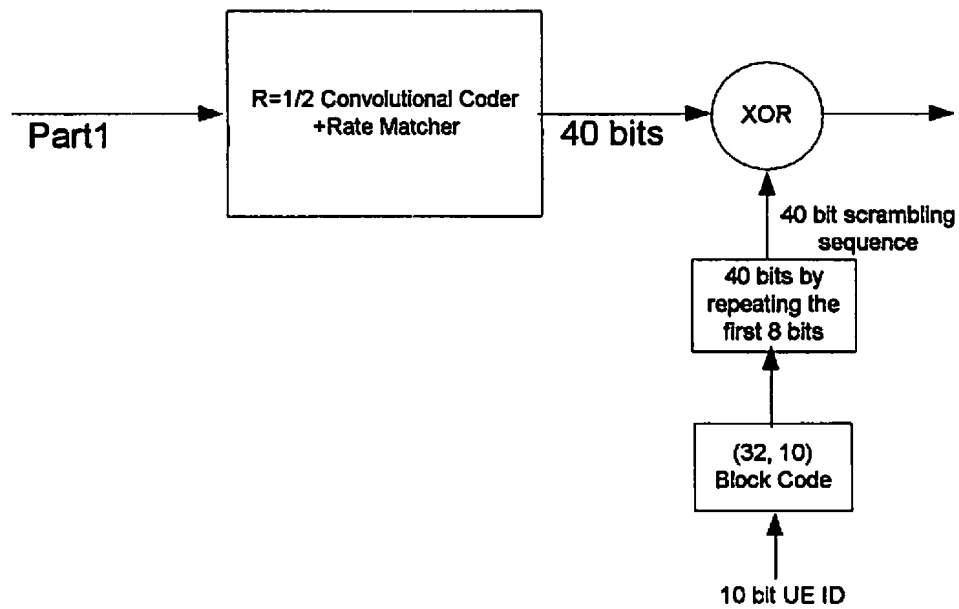 R=1/2 Convolutional Coder
+Rate Matcher
Part1
40 bits
XOR
40 bit scrambling
sequence
40 bits by
repeating the
first 8 bits
(32, 10)
Block Code
10 bit UE ID